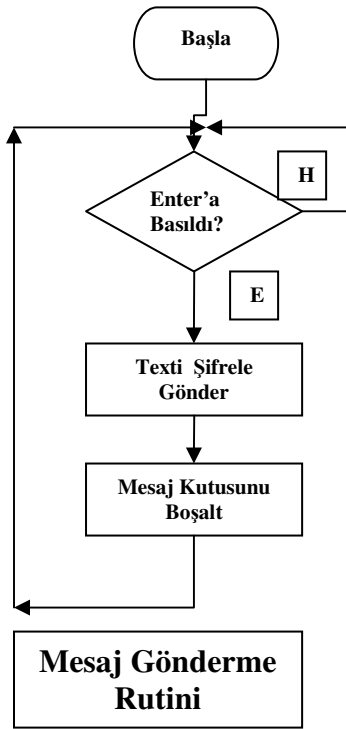 Başla
Enter'a
Basıldı?
H
E
Texti Şifrele
Gönder
Mesaj Kutusunu
Boşalt
Mesaj Gönderme
Rutini